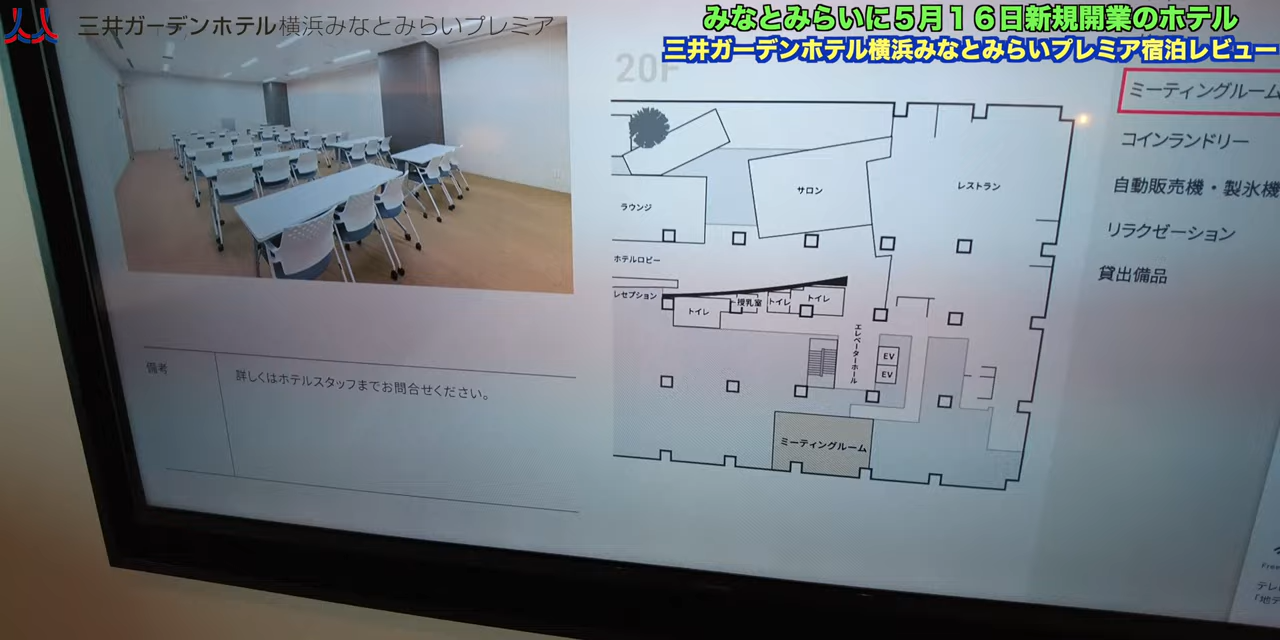 みなとみらいに５月１６日新規開業のホテル
三井ガーデンホテル横浜みなとみらいプレミア宿泊レビュー
三井ガーデンホテル横浜みなとみらいプレミア
20F
ミーティングルーム
コインランドリー
自動販売機・製氷機
リラクゼーション
貸出備品
サロン
レストラン
ラウンジ
ホテルロビー
レセプション
トイレ
授乳室
トイレ
トイレ
エレベーターホール
EV
EV
ミーティングルーム
備考
詳しくはホテルスタッフまでお問合せください。